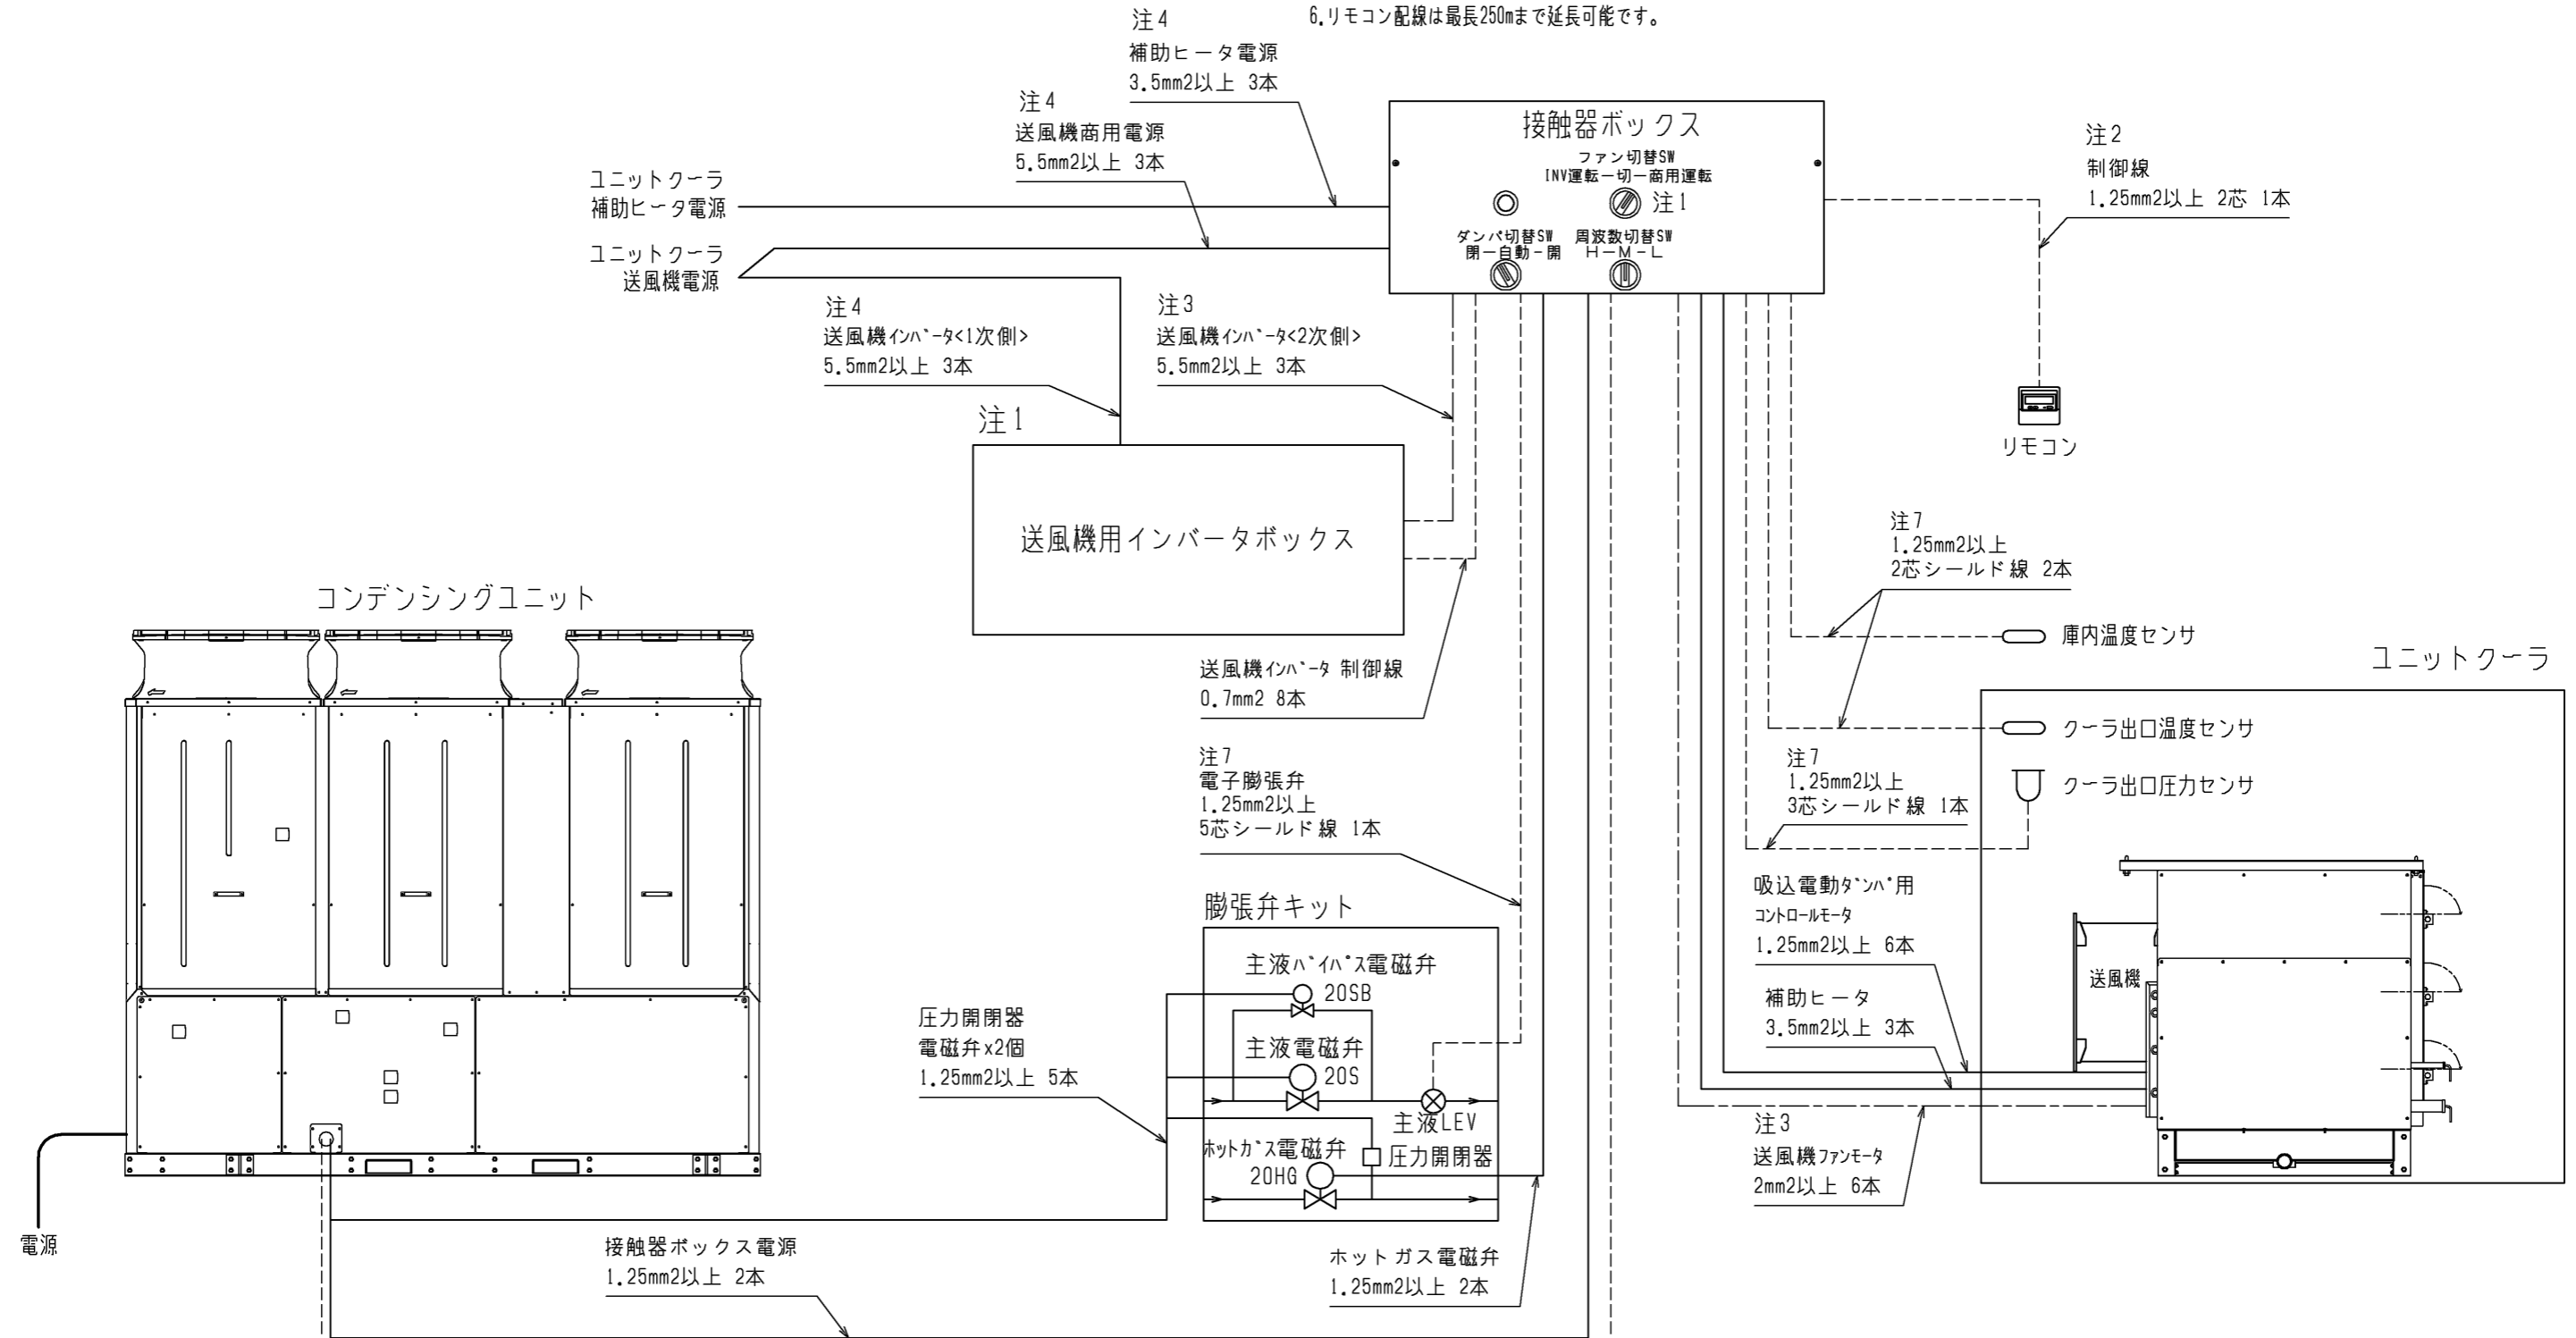 6.リモコン配線は最長250mまで延長可能です。
注4
補助ヒータ電源
3.5mm2以上 3本
注4
送風機商用電源
5.5mm2以上 3本
ユニットクーラ
補助ヒータ電源
ユニットクーラ
送風機電源
接触器ボックス
ファン切替SW
INV運転ー切ー商用運転
注1
ダンパ切替SW
閉ー自動ー開
周波数切替SW
H-M-L
注2
制御線
1.25mm2以上 2芯 1本
リモコン
注4
送風機インバータ<1次側>
5.5mm2以上 3本
注3
送風機インバータ<2次側>
5.5mm2以上 3本
注1
送風機用インバータボックス
送風機インバータ 制御線
0.7mm2 8本
注7
1.25mm2以上
2芯シールド線 2本
庫内温度センサ
ユニットクーラ
クーラ出口温度センサ
クーラ出口圧力センサ
注7
1.25mm2以上
3芯シールド線 1本
コンデンシングユニット
電源
注7
電子膨張弁
1.25mm2以上
5芯シールド線 1本
膨張弁キット
主液バイパス電磁弁
20SB
主液電磁弁
20S
主液LEV
ホットガス電磁弁
20HG
圧力開閉器
圧力開閉器
電磁弁x2個
1.25mm2以上 5本
吸込電動ダンパ用
コントロールモータ
1.25mm2以上 6本
補助ヒータ
3.5mm2以上 3本
送風機
注3
送風機ファンモータ
2mm2以上 6本
接触器ボックス電源
1.25mm2以上 2本
ホットガス電磁弁
1.25mm2以上 2本